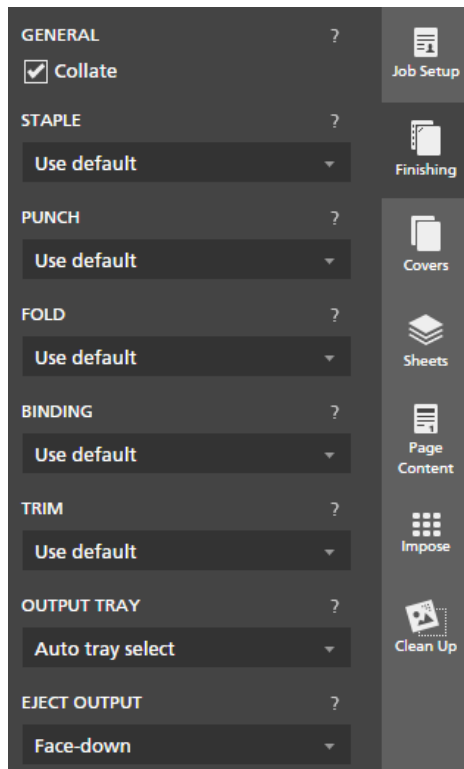 GENERAL ?
Collate
STAPLE ?
Use default
PUNCH ?
Use default
FOLD ?
Use default
BINDING ?
Use default
TRIM ?
Use default
OUTPUT TRAY ?
Auto tray select
EJECT OUTPUT ?
Face-down
Job Setup
Finishing
Covers
Sheets
Page
Content
Impose
Clean Up